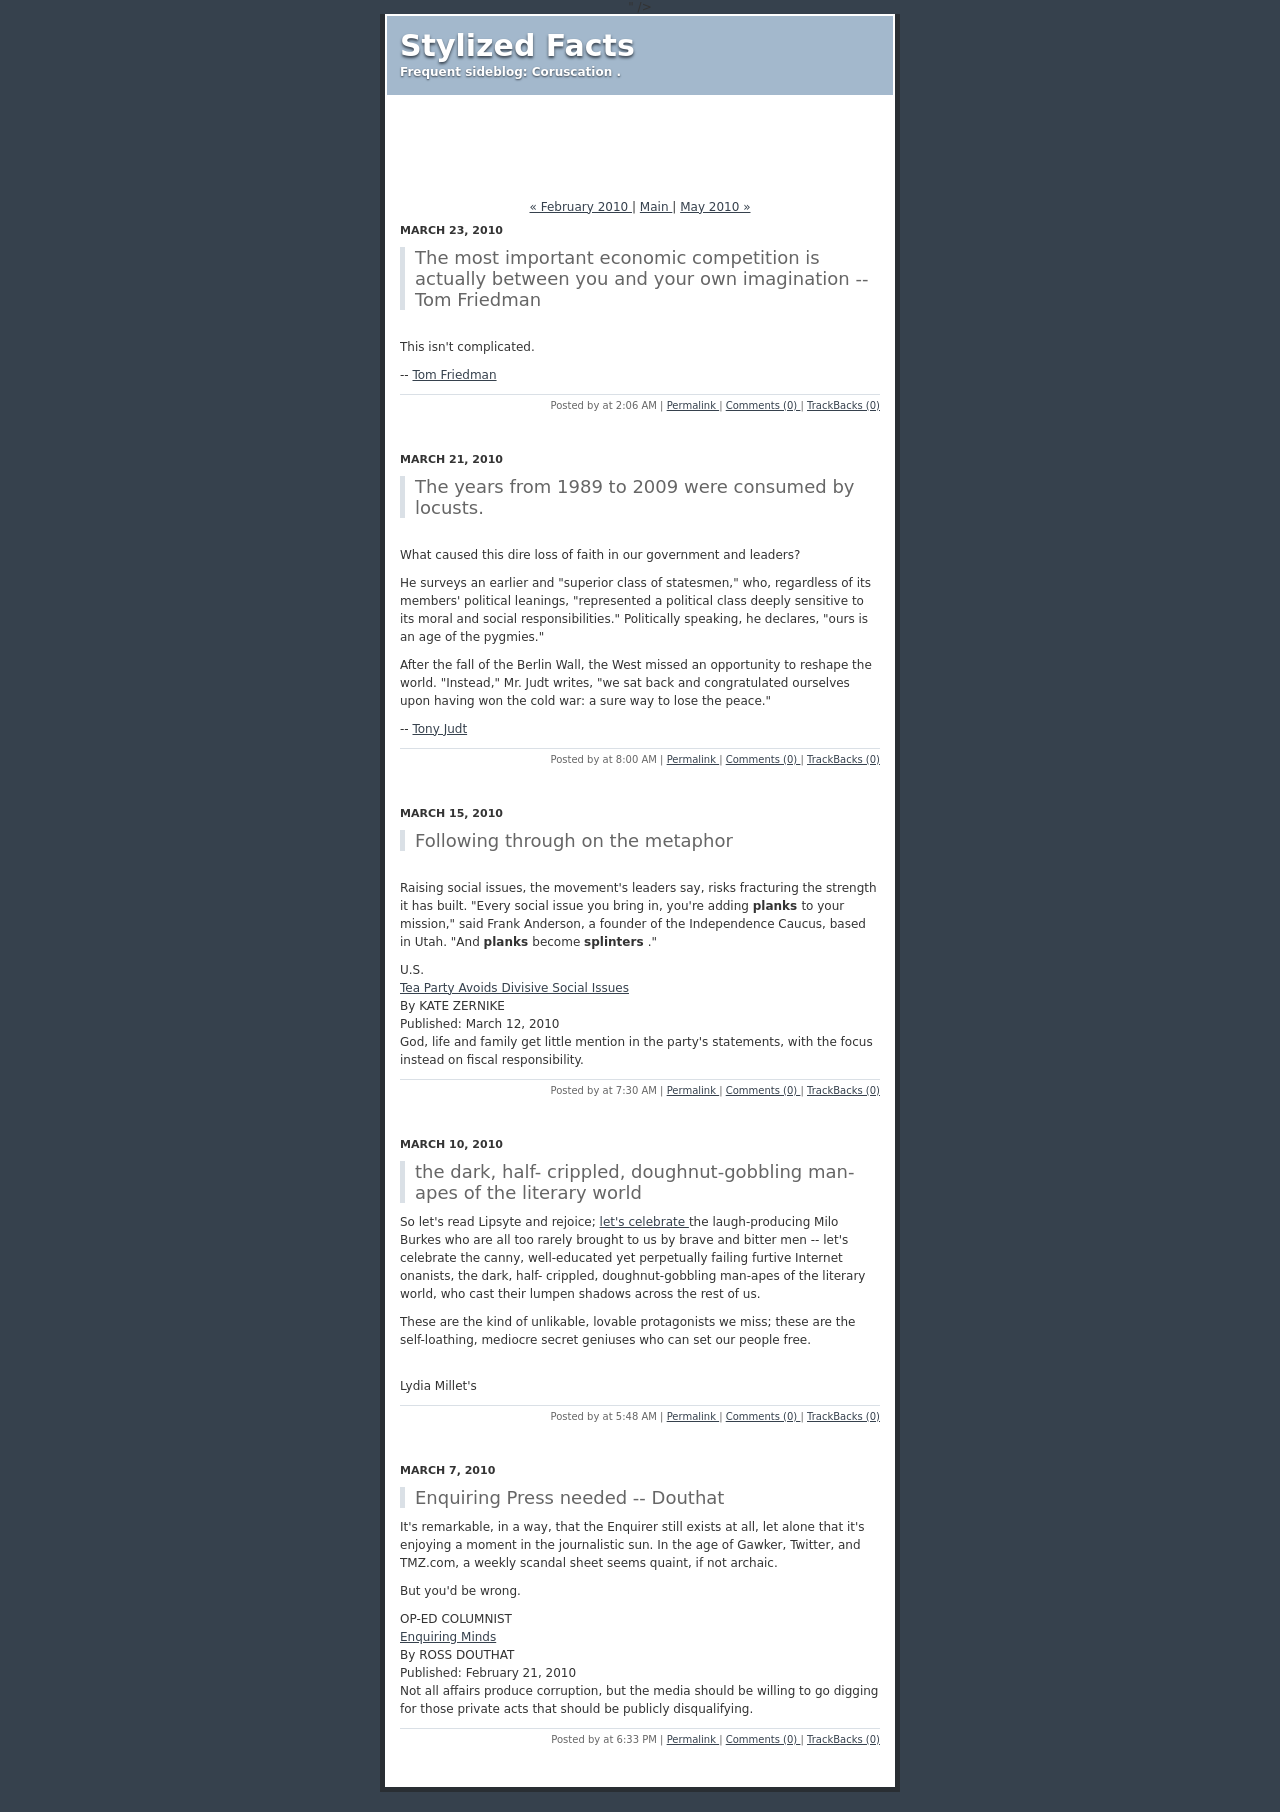 " />
Stylized Facts
Frequent sideblog: Coruscation .
« February 2010 | Main | May 2010 »
MARCH 23, 2010
The most important economic competition is
actually between you and your own imagination --
Tom Friedman
This isn't complicated.
-- Tom Friedman
Posted by at 2:06 AM | Permalink | Comments (0) | TrackBacks (0)
MARCH 21, 2010
The years from 1989 to 2009 were consumed by
locusts.
What caused this dire loss of faith in our government and leaders?
He surveys an earlier and "superior class of statesmen," who, regardless of its
members' political leanings, "represented a political class deeply sensitive to
its moral and social responsibilities." Politically speaking, he declares, "ours is
an age of the pygmies."
After the fall of the Berlin Wall, the West missed an opportunity to reshape the
world. "Instead," Mr. Judt writes, "we sat back and congratulated ourselves
upon having won the cold war: a sure way to lose the peace."
-- Tony Judt
Posted by at 8:00 AM | Permalink | Comments (0) | TrackBacks (0)
MARCH 15, 2010
Following through on the metaphor
Raising social issues, the movement's leaders say, risks fracturing the strength
it has built. "Every social issue you bring in, you're adding planks to your
mission," said Frank Anderson, a founder of the Independence Caucus, based
in Utah. "And planks become splinters ."
U.S.
Tea Party Avoids Divisive Social Issues
By KATE ZERNIKE
Published: March 12, 2010
God, life and family get little mention in the party's statements, with the focus
instead on fiscal responsibility.
Posted by at 7:30 AM | Permalink | Comments (0) | TrackBacks (0)
MARCH 10, 2010
the dark, half- crippled, doughnut-gobbling man-
apes of the literary world
So let's read Lipsyte and rejoice; let's celebrate the laugh-producing Milo
Burkes who are all too rarely brought to us by brave and bitter men -- let's
celebrate the canny, well-educated yet perpetually failing furtive Internet
onanists, the dark, half- crippled, doughnut-gobbling man-apes of the literary
world, who cast their lumpen shadows across the rest of us.
These are the kind of unlikable, lovable protagonists we miss; these are the
self-loathing, mediocre secret geniuses who can set our people free.
Lydia Millet's
Posted by at 5:48 AM | Permalink | Comments (0) | TrackBacks (0)
MARCH 7, 2010
Enquiring Press needed -- Douthat
It's remarkable, in a way, that the Enquirer still exists at all, let alone that it's
enjoying a moment in the journalistic sun. In the age of Gawker, Twitter, and
TMZ.com, a weekly scandal sheet seems quaint, if not archaic.
But you'd be wrong.
OP-ED COLUMNIST
Enquiring Minds
By ROSS DOUTHAT
Published: February 21, 2010
Not all affairs produce corruption, but the media should be willing to go digging
for those private acts that should be publicly disqualifying.
Posted by at 6:33 PM | Permalink | Comments (0) | TrackBacks (0)